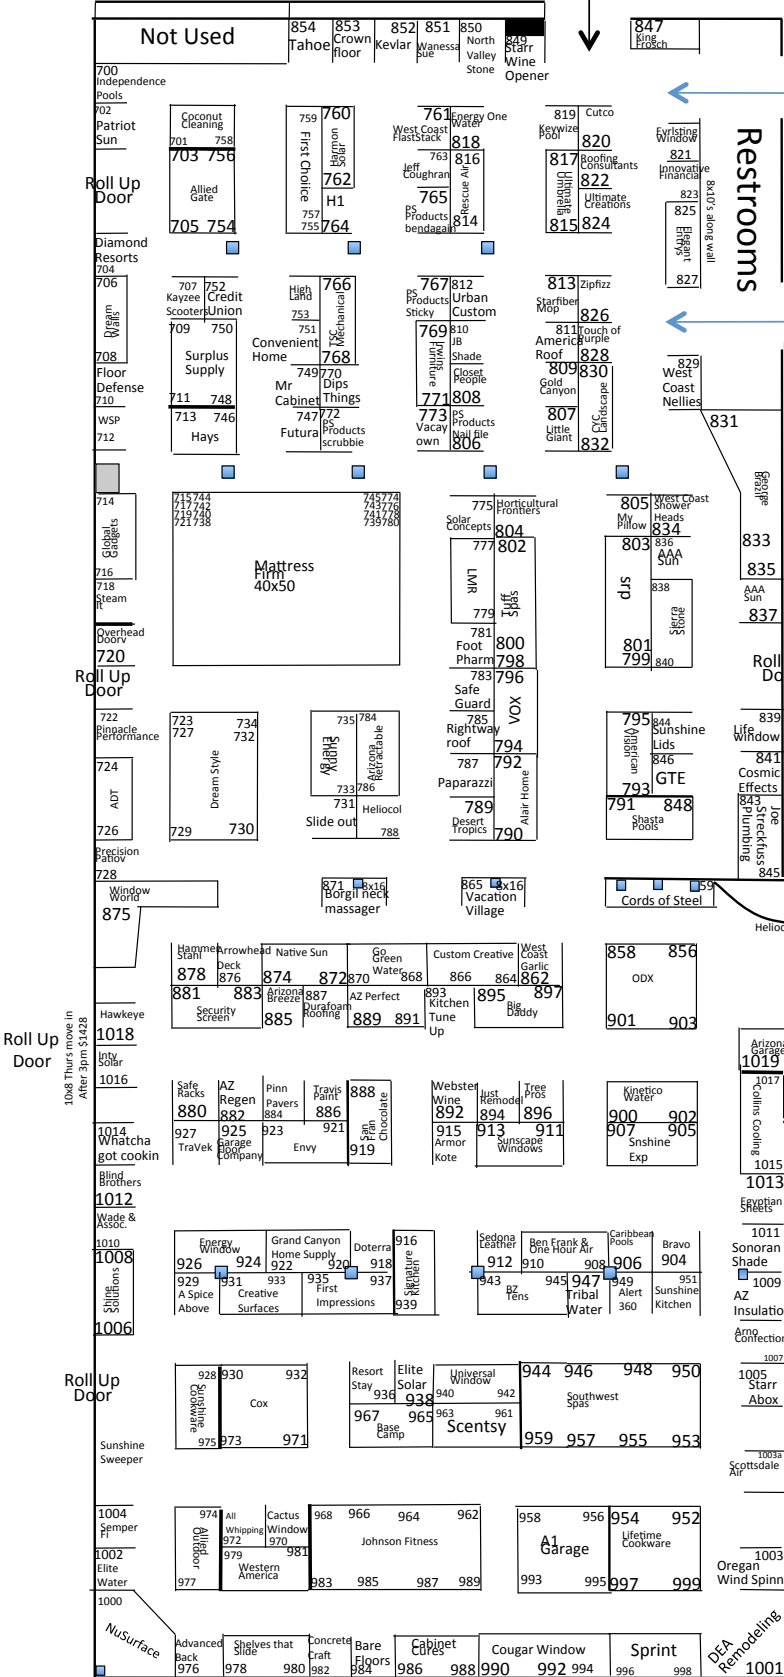 Not Used
854
Tahoe
853
Crown
floor
852
Kevlar
851
Wanessa
Sue
850
North
Valley
Stone
849
Starr
Wine
Opener
847
King
Frosch
700
Independence
Pools
702
Patriot
Sun
Roll Up
Door
Diamond
Resorts
704
Coconut
Cleaning
701 758
703 756
Allied
Gate
705 754
759 760
First Choice
Harmon
Solar
762
H1
757
755 764
761 Energy One
Water
West Coast
FlastStack 818
763 816
Jeff
Coughran
Rescue Air
765
PS
Products
bendagain
814
819 Cutco
Keywize
Pool 820
817 Roofing
Consultants
822
Ultimate
Umbrella
Ultimate
Creations
815 824
Evrlsting
Window
821
Innovative
Financial
823
825
Elegant
Entrys
827
8x10's along wall
Restrooms
706
Dream
Walls
708
Floor
Defense
710
WSP
712
707 752
Kayzee
Scooters
Credit
Union
709 750
Surplus
Supply
711 748
713 746
Hays
High
Land
753
766
TSC
Mechanical
751
Convenient
Home
768
749 770
Mr
Cabinet
Dips
Things
747 772
Futura
PS
Products
scrubbie
767 812
PS
Products
Sticky
Urban
Custom
769 810
JB
Shade
Irwins
Furniture
Closet
People
771 808
773 PS
Products
Nail file
Vacay
own
806
813 Zipfizz
Starfiber
Mop
826
811 Touch of
Purple
America
Roof
828
809 830
Gold
Canyon
CYC
Landscape
807
Little
Giant
832
829
West
Coast
Nellies
831
George
Brazil
833
835
AAA
Sun
837
714
Global
Gadgets
716
718
Steam
It
Overhead
Doorv
720
Roll Up
Door
715 744
717 742
719 740
721 738
745 774
743 776
741 778
739 780
Mattress
Firm
40x50
775 Horticultural
Frontiers
Solar
Concepts 804
777 802
LMR
Tuff
Spas
779
781
Foot
Pharm
800
798
783 796
Safe
Guard
VOX
785
Rightway
roof
794
787 792
Paparazzi
Alair Home
789
Desert
Tropics
790
805 West Coast
Shower
Heads
My
Pillow
834
803 836
AAA
Sun
srp
838
Sierra
Stone
801
799 840
Roll
Do
722
Pinnacle
Performance
724
ADT
726
Precision
Patiov
728
723 734
727 732
Dream Style
729 730
735 784
Sunny
Energy
Arizona
Retractable
733 786
731
Slide out
Heliocol
788
795 844
American
Vision
Sunshine
Lids
846
GTE
793
791 848
Shasta
Pools
839
Life
window
841
Cosmic
Effects
843
Joe
Streckfuss
Plumbing
845
Window
World
875
871 8x16
Borgil neck
massager
865 8x16
Vacation
Village
59
Cords of Steel
Helioc
Hammer
Stahl
878
Arrowhead
Deck
876
Native Sun
874 872
Go
Green
Water
870 868
Custom Creative
866 864
West
Coast
Garlic
862
881 883
Security
Screen
Arizona
Breeze
885
887
Durafoam
Roofing
AZ Perfect
889 891
893
Kitchen
Tune
Up
895 897
Big
Daddy
858 856
ODX
901 903
10x8 Thurs move in
After 3pm $1428
Hawkeye
1018
Roll Up
Door
Inty
Solar
1016
1014
Whatcha
got cookin
Blind
Brothers
1012
Wade &
Assoc.
1010
1008
Shine
Solutions
1006
Safe
Racks
880
AZ
Regen
882
Pinn
Pavers
884
Travis
Paint
886
888
San
Fran
Chocolate
919
927
TraVek
925
Garage
Floor
Company
923 921
Envy
Webster
Wine
892
Just
Remodel
894
Tree
Pros
896
915
Armor
Kote
913 911
Sunscape
Windows
Kinetico
Water
900 902
907 905
Snshine
Exp
Arizona
Garage
1019
1017
Collins Cooling
1015
1013
Egyptian
Sheets
1011
Sonoran
Shade
1009
AZ
Insulatio
Arno
Confection
1007
1005
Starr
Abox
1003a
Scottsdale
Air
1003
Oregan
Wind Spinn
Energy
Window
926 924
Grand Canyon
Home Supply
922 920
Doterra
918
916
Signature
Kitchen
939
929
A Spice
Above
931 933
Creative
Surfaces
935 937
First
Impressions
Sedona
Leather
912
Ben Frank &
One Hour Air
910 908
Caribbean
Pools
906
Bravo
904
943 945
BZ
Tens
947
Tribal
Water
949
Alert
360
951
Sunshine
Kitchen
Roll Up
Door
Sunshine
Sweeper
928
Sunshine
Cookware
975
930 932
Cox
973 971
Resort
Stay
936
Elite
Solar
938
Universal
Window
940 942
967 965
Base
Camp
963 961
Scentsy
944 946 948 950
Southwest
Spas
959 957 955 953
1004
Semper
Fi
1002
Elite
Water
1000
NuSurface
974
Allied
Outdoor
977
All
Whipping
972
Cactus
Window
970
979 981
Western
America
968 966 964 962
Johnson Fitness
983 985 987 989
958 956
A1
Garage
993 995
954 952
Lifetime
Cookware
997 999
Advanced
Back
976
Shelves that
Slide
978 980
Concrete
Craft
982
Bare
Floors
984
Cabinet
Cures
986 988
Cougar Window
990 992 994
Sprint
996 998
DEA
Remodeling
1001